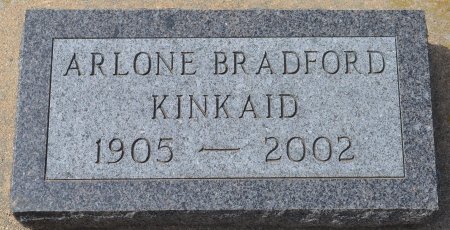 ARLONE BRADFORD
KINKAID
1905 — 2002